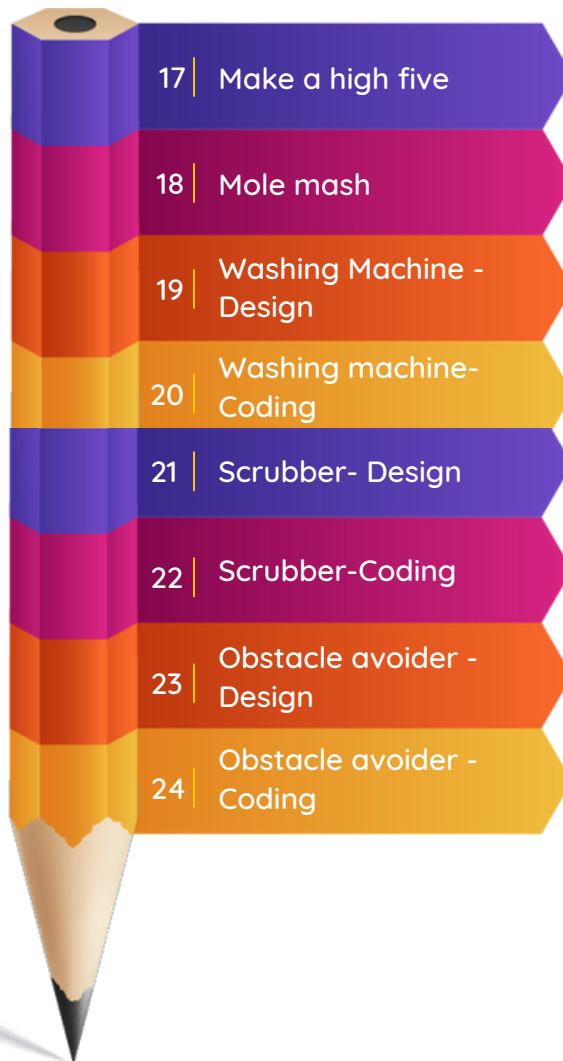 17 Make a high five
18 Mole mash
19 Washing Machine -
Design
20 Washing machine-
Coding
21 Scrubber- Design
22 Scrubber-Coding
23 Obstacle avoider -
Design
24 Obstacle avoider -
Coding